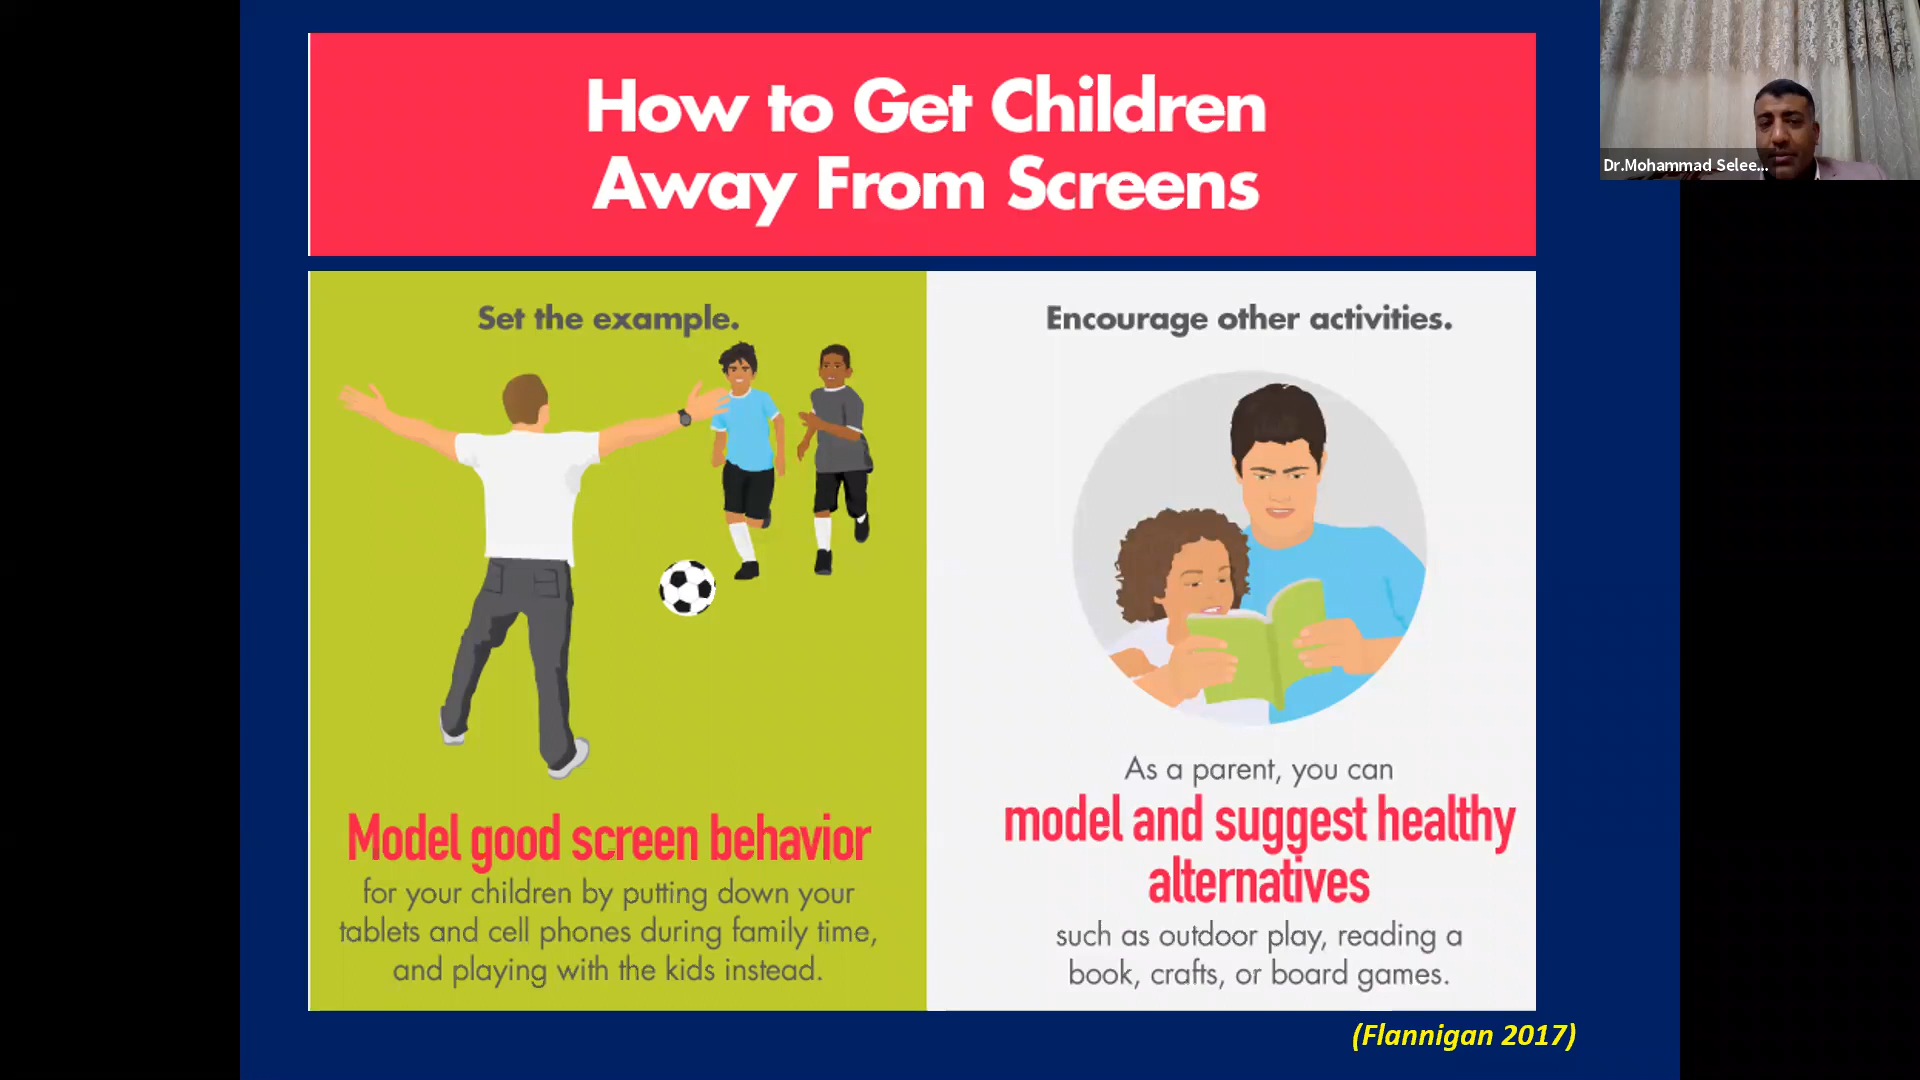 How to Get Children
Away From Screens
Dr.Mohammad Selee...
Set the example.
Model good screen behavior
for your children by putting down your
tablets and cell phones during family time,
and playing with the kids instead.
Encourage other activities.
As a parent, you can
model and suggest healthy
alternatives
such as outdoor play, reading a
book, crafts, or board games.
(Flannigan 2017)